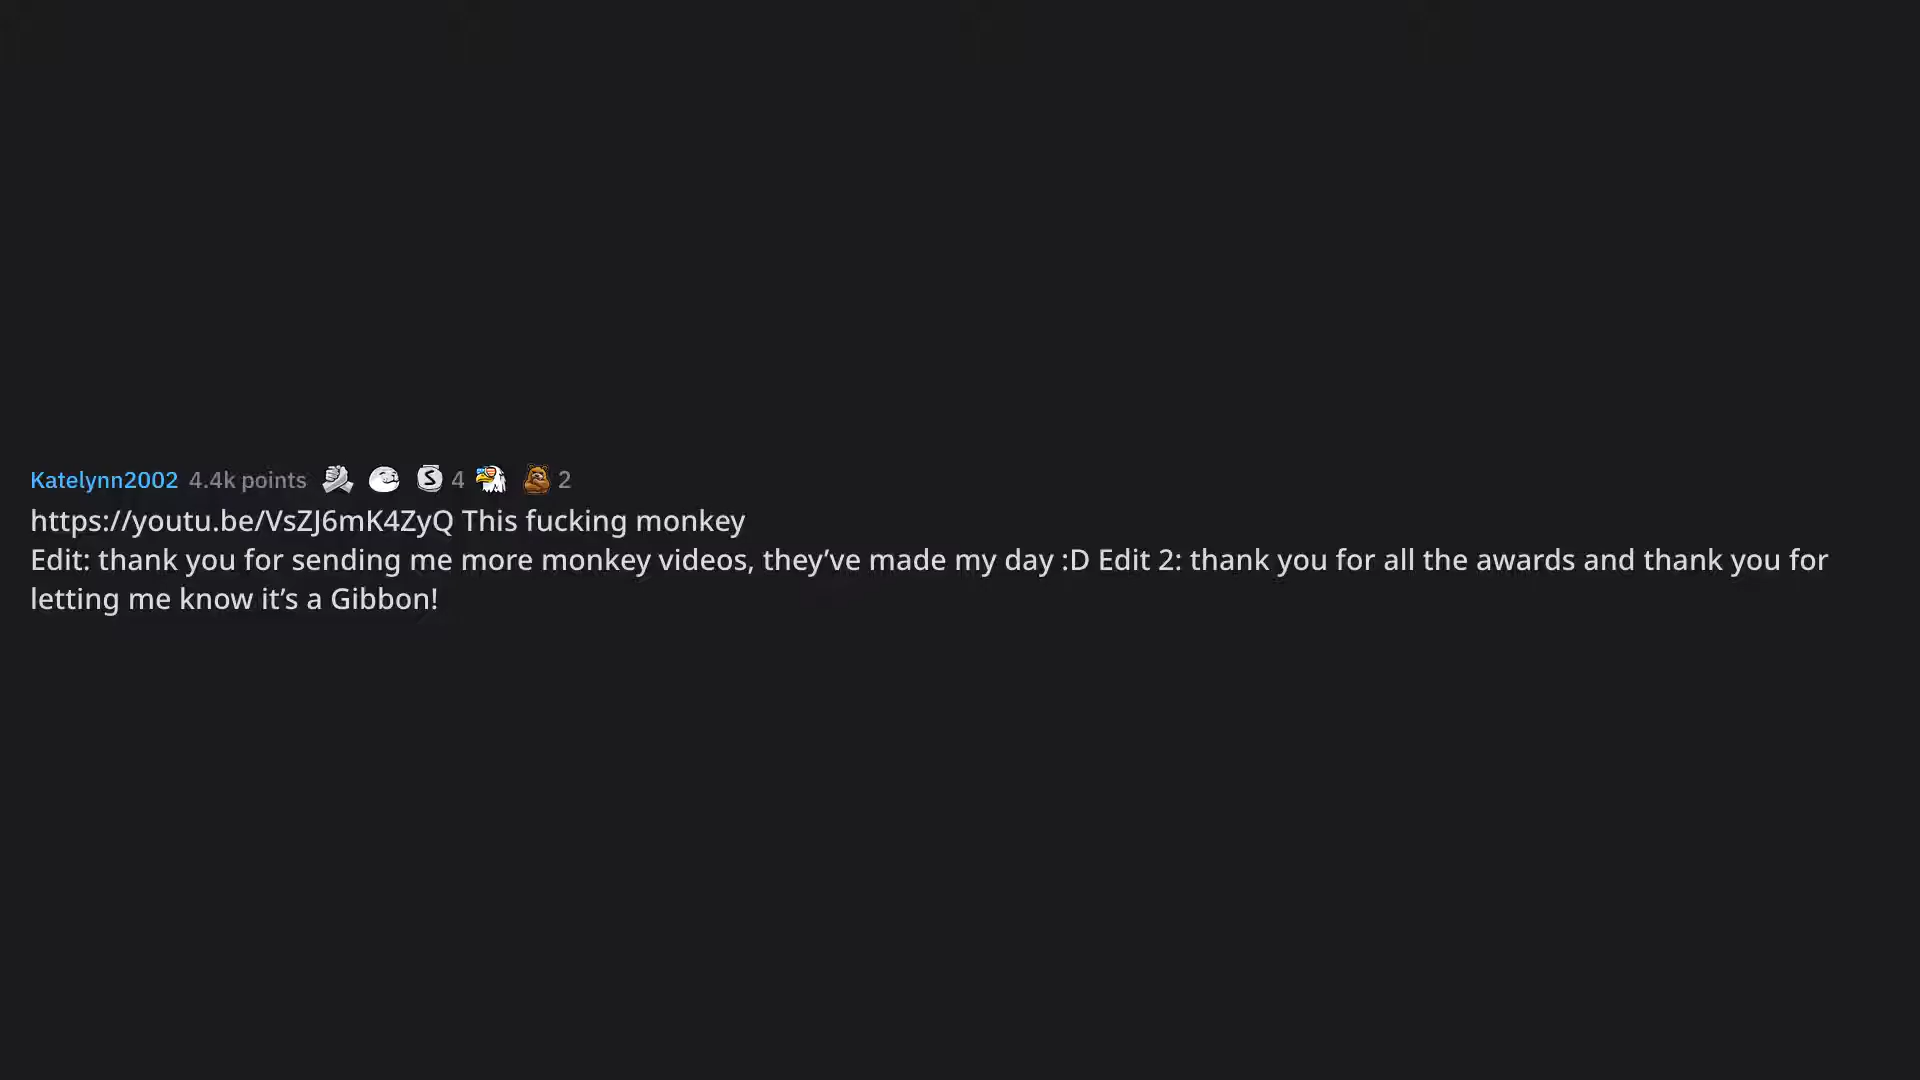 Katelynn2002 4.4k points 4 2
https://youtu.be/VsZJ6mK4ZyQ This fucking monkey
Edit: thank you for sending me more monkey videos, they’ve made my day :D Edit 2: thank you for all the awards and thank you for
letting me know it’s a Gibbon!